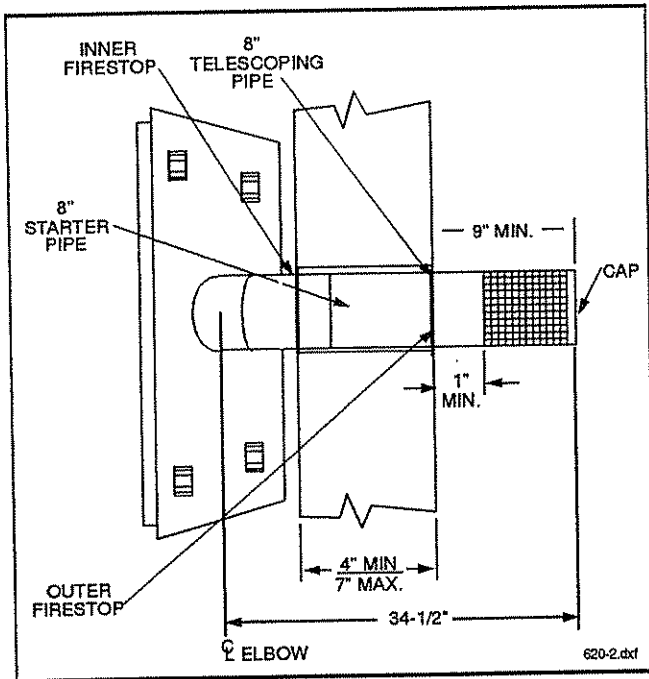 INNER
FIRESTOP
8"
TELESCOPING
PIPE
8"
STARTER
PIPE
9" MIN.
CAP
1"
MIN.
4" MIN
7" MAX.
OUTER
FIRESTOP
34-1/2"
℄ ELBOW
620-2.dxf